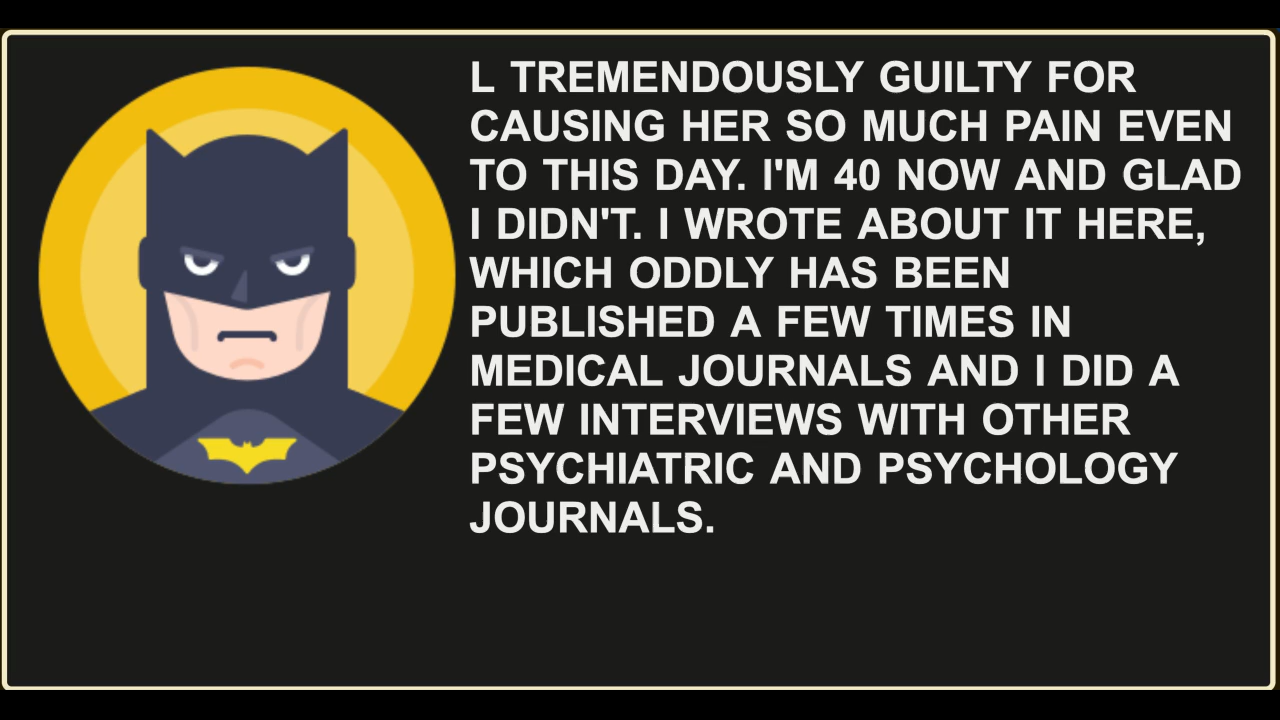 L TREMENDOUSLY GUILTY FOR
CAUSING HER SO MUCH PAIN EVEN
TO THIS DAY. I'M 40 NOW AND GLAD
I DIDN'T. I WROTE ABOUT IT HERE,
WHICH ODDLY HAS BEEN
PUBLISHED A FEW TIMES IN
MEDICAL JOURNALS AND I DID A
FEW INTERVIEWS WITH OTHER
PSYCHIATRIC AND PSYCHOLOGY
JOURNALS.